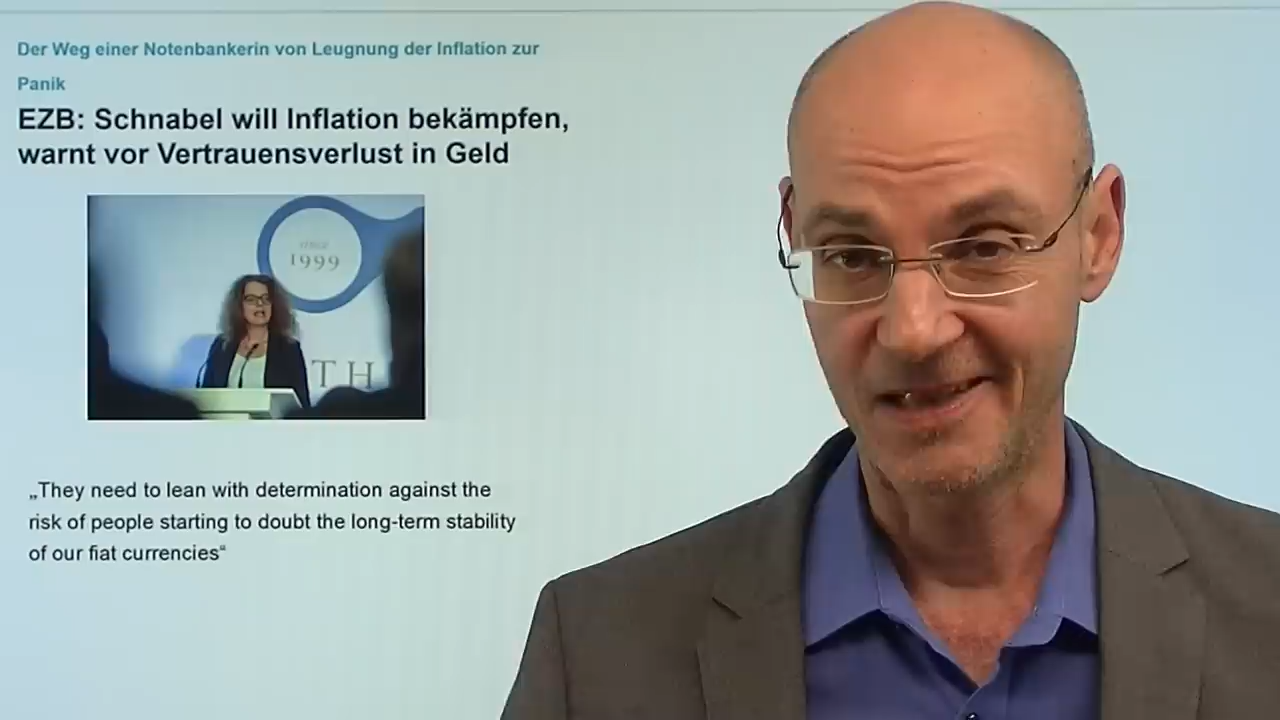 Der Weg einer Notenbankerin von Leugnung der Inflation zur
Panik
EZB: Schnabel will Inflation bekämpfen,
warnt vor Vertrauensverlust in Geld
SINCE
1999
TH
„They need to lean with determination against the
risk of people starting to doubt the long-term stability
of our fiat currencies“